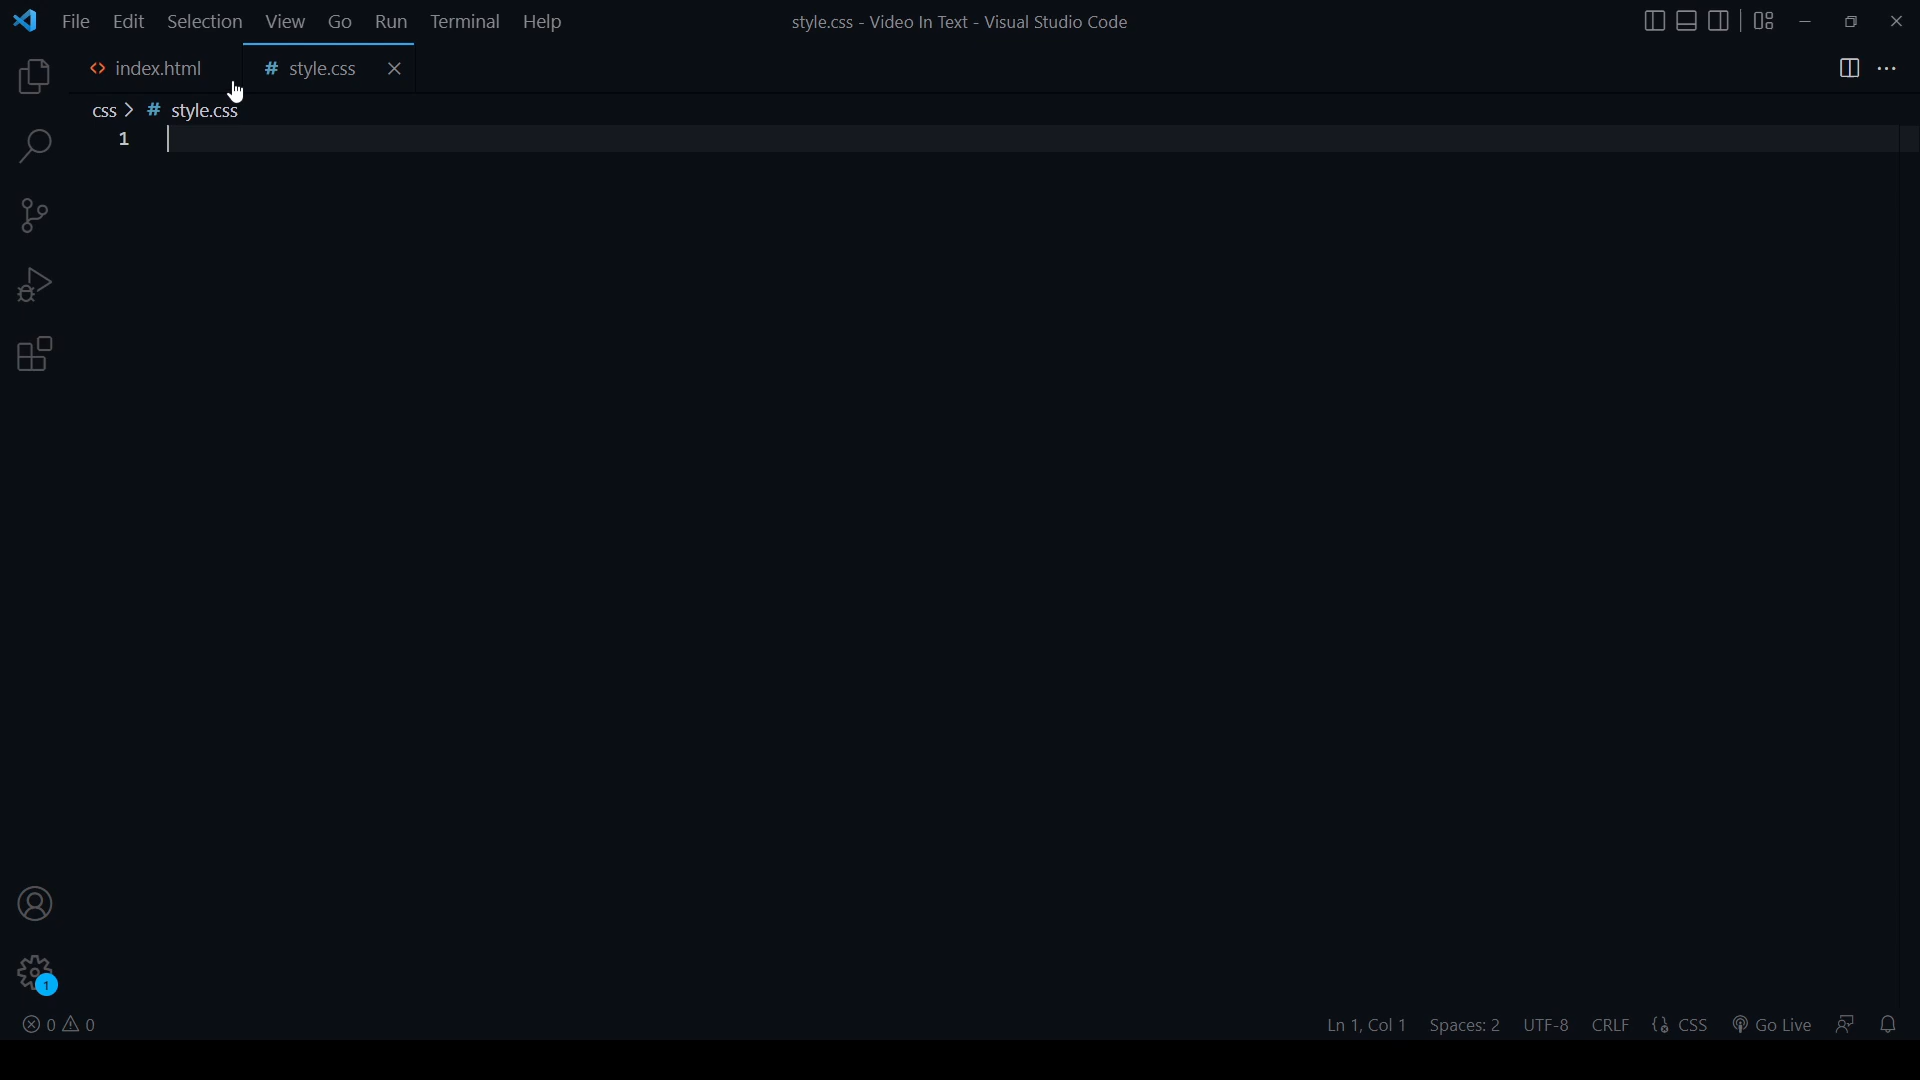 File Edit Selection View Go Run Terminal Help style.css - Video In Text - Visual Studio Code
<> index.html # style.css
css > # style.css
1
1
0 0 Ln 1, Col 1 Spaces: 2 UTF-8 CRLF CSS Go Live